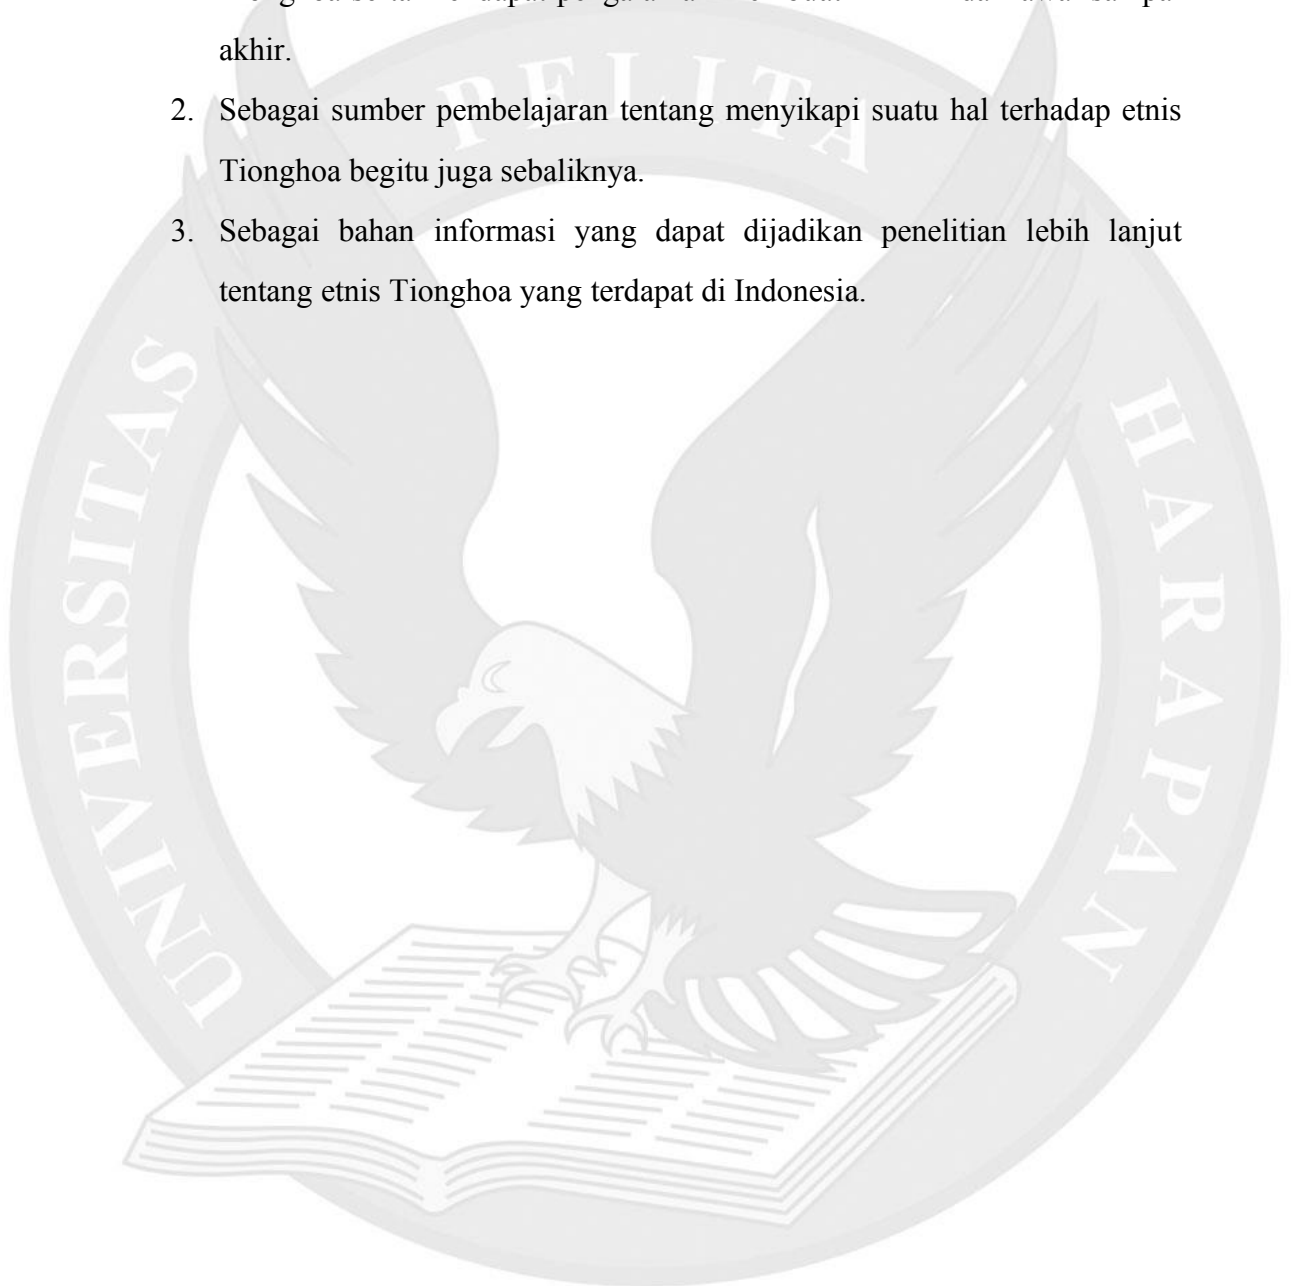 akhir.
2. Sebagai sumber pembelajaran tentang menyikapi suatu hal terhadap etnis
Tionghoa begitu juga sebaliknya.
3. Sebagai bahan informasi yang dapat dijadikan penelitian lebih lanjut
tentang etnis Tionghoa yang terdapat di Indonesia.
UNIVERSITAS PELITA HARAPAN